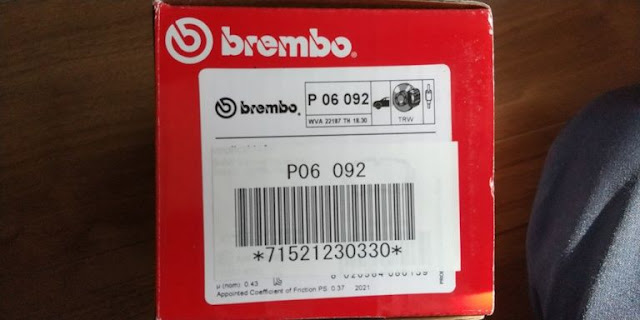 brembo®
brembo®
P 06 092
WVA 22187 TH 18.30
TRW
P06 092
*71521230330*
µ (nom): 0.43
Appointed Coefficient of Friction PS: 0.37 2021
PRICE